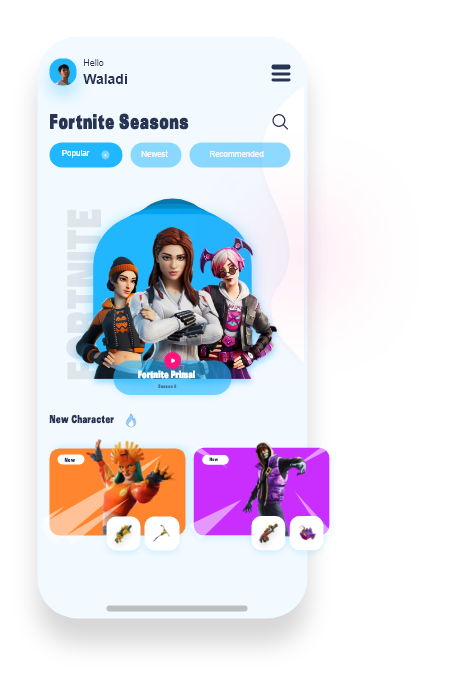 Hello
Waladi
Fortnite Seasons
Popular
Newest
Recommended
FORTNITE
Fortnite Primal
Season 6
New Character
New
New